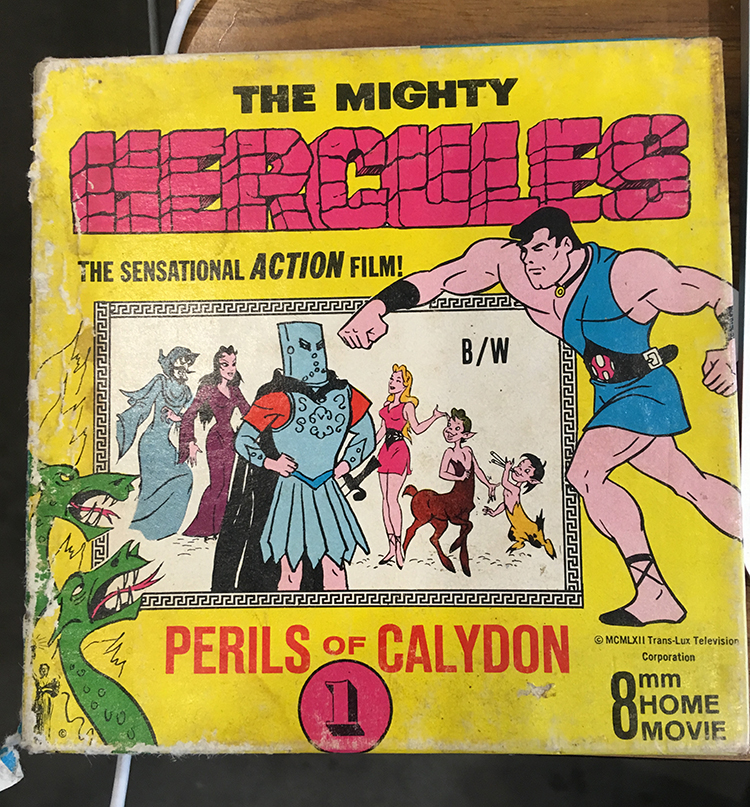 THE MIGHTY
HERCULES
THE SENSATIONAL ACTION FILM!
B/W
PERILS OF CALYDON
1
© MCMLXII Trans-Lux Television
Corporation
8mm
HOME
MOVIE
©